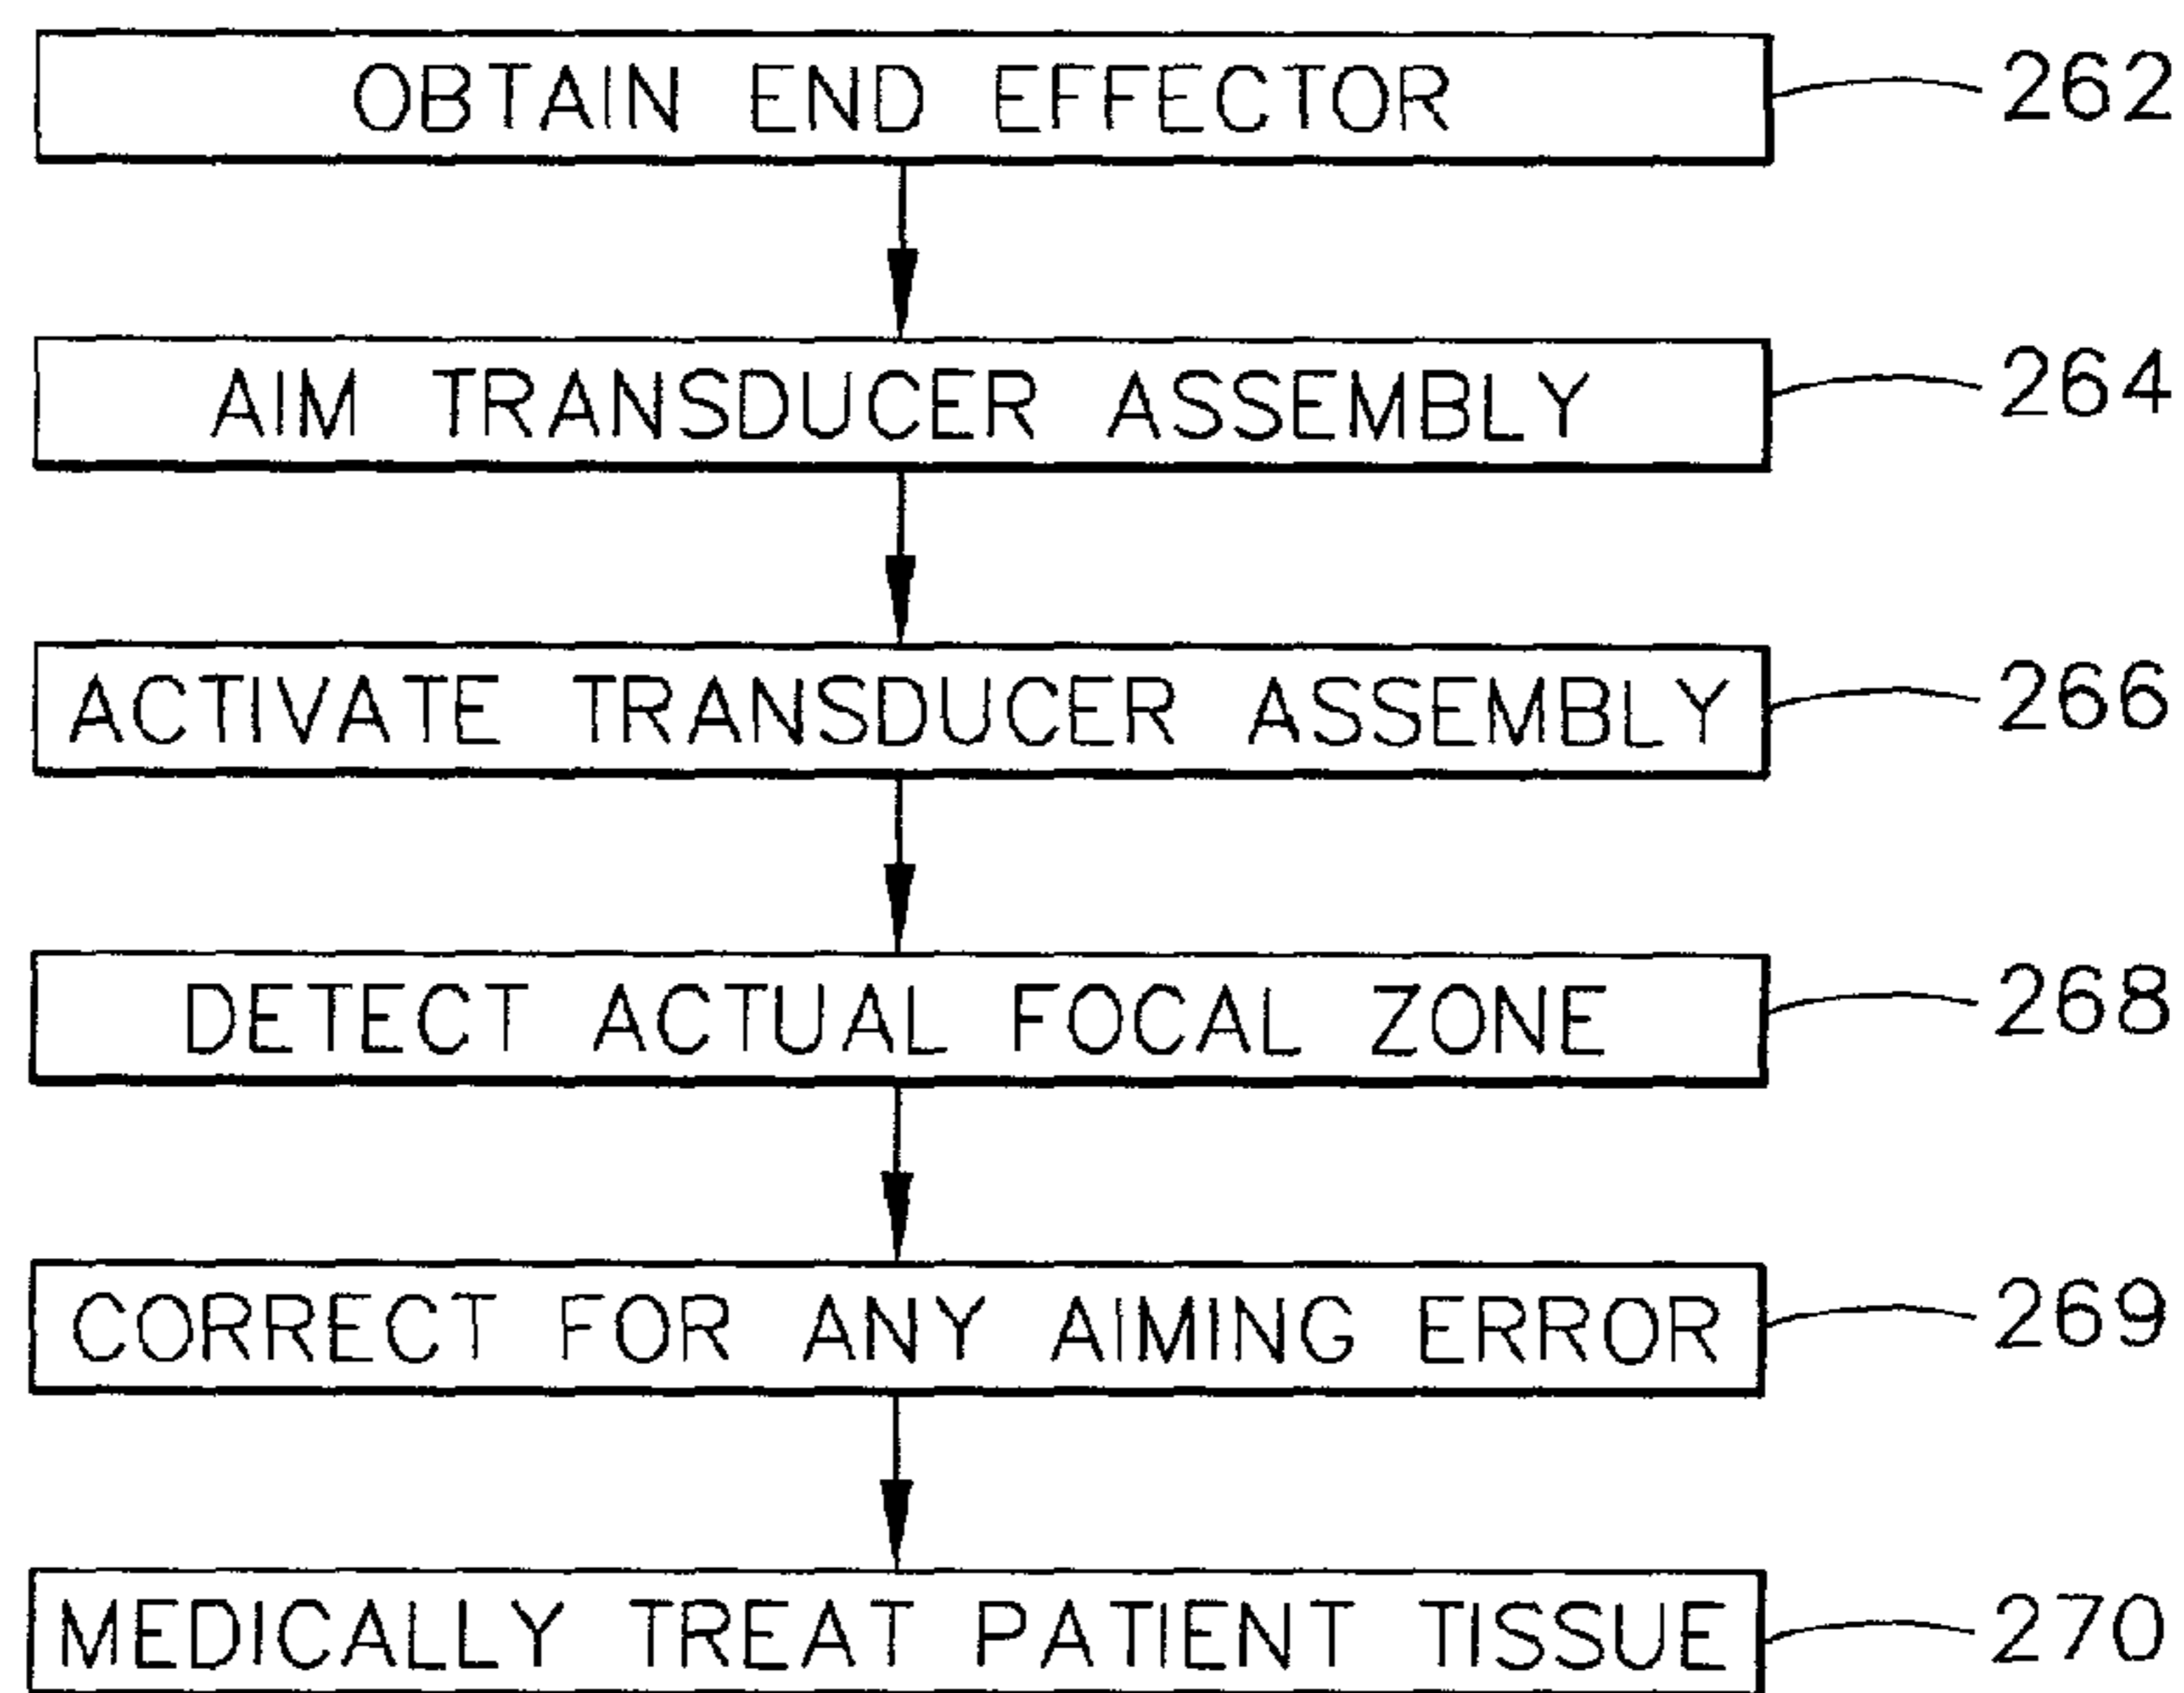 OBTAIN END EFFECTOR 262
AIM TRANSDUCER ASSEMBLY 264
ACTIVATE TRANSDUCER ASSEMBLY 266
DETECT ACTUAL FOCAL ZONE 268
CORRECT FOR ANY AIMING ERROR 269
MEDICALLY TREAT PATIENT TISSUE 270